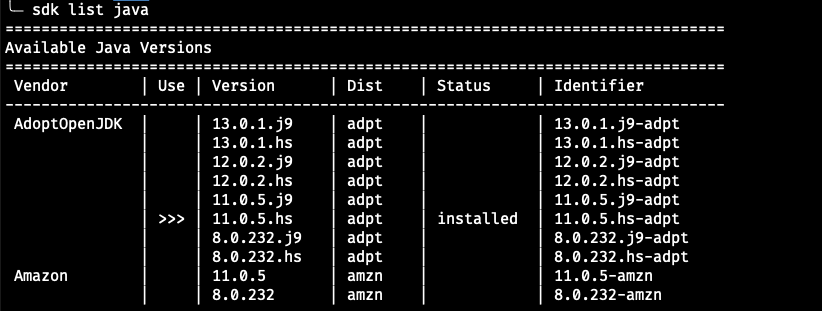 ╰─ sdk list java
================================================================================
Available Java Versions
================================================================================
 Vendor        | Use | Version      | Dist    | Status     | Identifier
--------------------------------------------------------------------------------
 AdoptOpenJDK  |     | 13.0.1.j9    | adpt    |            | 13.0.1.j9-adpt
               |     | 13.0.1.hs    | adpt    |            | 13.0.1.hs-adpt
               |     | 12.0.2.j9    | adpt    |            | 12.0.2.j9-adpt
               |     | 12.0.2.hs    | adpt    |            | 12.0.2.hs-adpt
               |     | 11.0.5.j9    | adpt    |            | 11.0.5.j9-adpt
               | >>> | 11.0.5.hs    | adpt    | installed  | 11.0.5.hs-adpt
               |     | 8.0.232.j9   | adpt    |            | 8.0.232.j9-adpt
               |     | 8.0.232.hs   | adpt    |            | 8.0.232.hs-adpt
 Amazon        |     | 11.0.5       | amzn    |            | 11.0.5-amzn
               |     | 8.0.232      | amzn    |            | 8.0.232-amzn